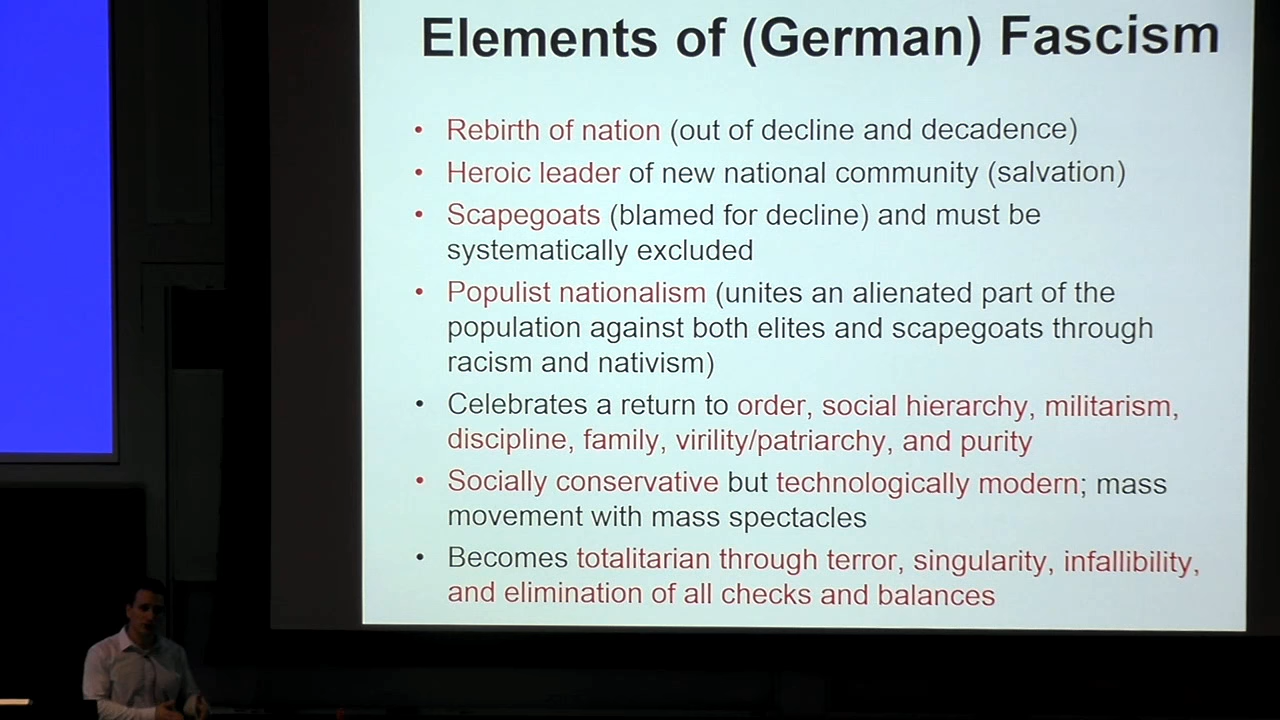 Elements of (German) Fascism
• Rebirth of nation (out of decline and decadence)
• Heroic leader of new national community (salvation)
• Scapegoats (blamed for decline) and must be
systematically excluded
• Populist nationalism (unites an alienated part of the
population against both elites and scapegoats through
racism and nativism)
• Celebrates a return to order, social hierarchy, militarism,
discipline, family, virility/patriarchy, and purity
• Socially conservative but technologically modern; mass
movement with mass spectacles
• Becomes totalitarian through terror, singularity, infallibility,
and elimination of all checks and balances